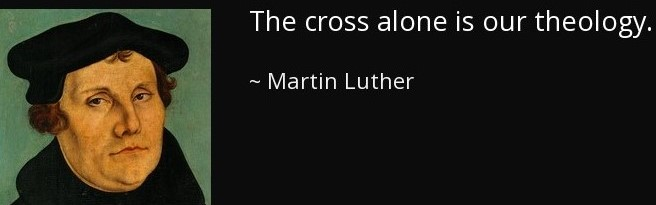 The cross alone is our theology.
~ Martin Luther